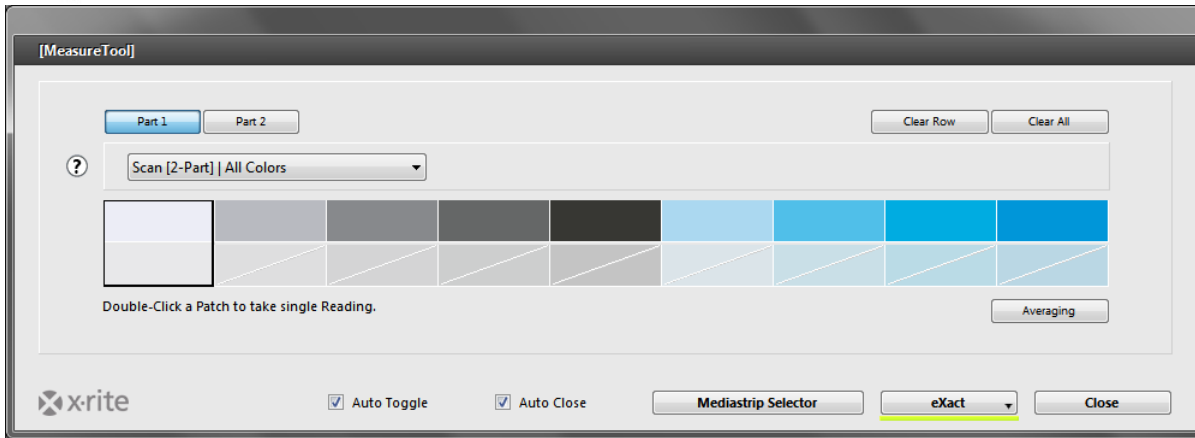 [MeasureTool]
Part 1 Part 2 Clear Row Clear All
? Scan [2-Part] | All Colors
Double-Click a Patch to take single Reading.
Averaging
x·rite Auto Toggle Auto Close Mediastrip Selector eXact Close